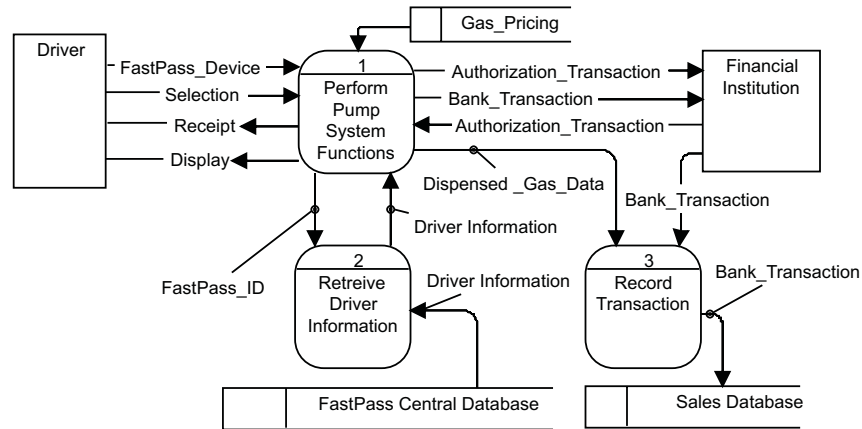 Gas_Pricing
Driver
FastPass_Device
Selection
Receipt
Display
1
Perform
Pump
System
Functions
Authorization_Transaction
Bank_Transaction
Authorization_Transaction
Financial
Institution
Dispensed _Gas_Data
Bank_Transaction
Driver Information
FastPass_ID
2
Retreive
Driver
Information
Driver Information
3
Record
Transaction
Bank_Transaction
FastPass Central Database
Sales Database